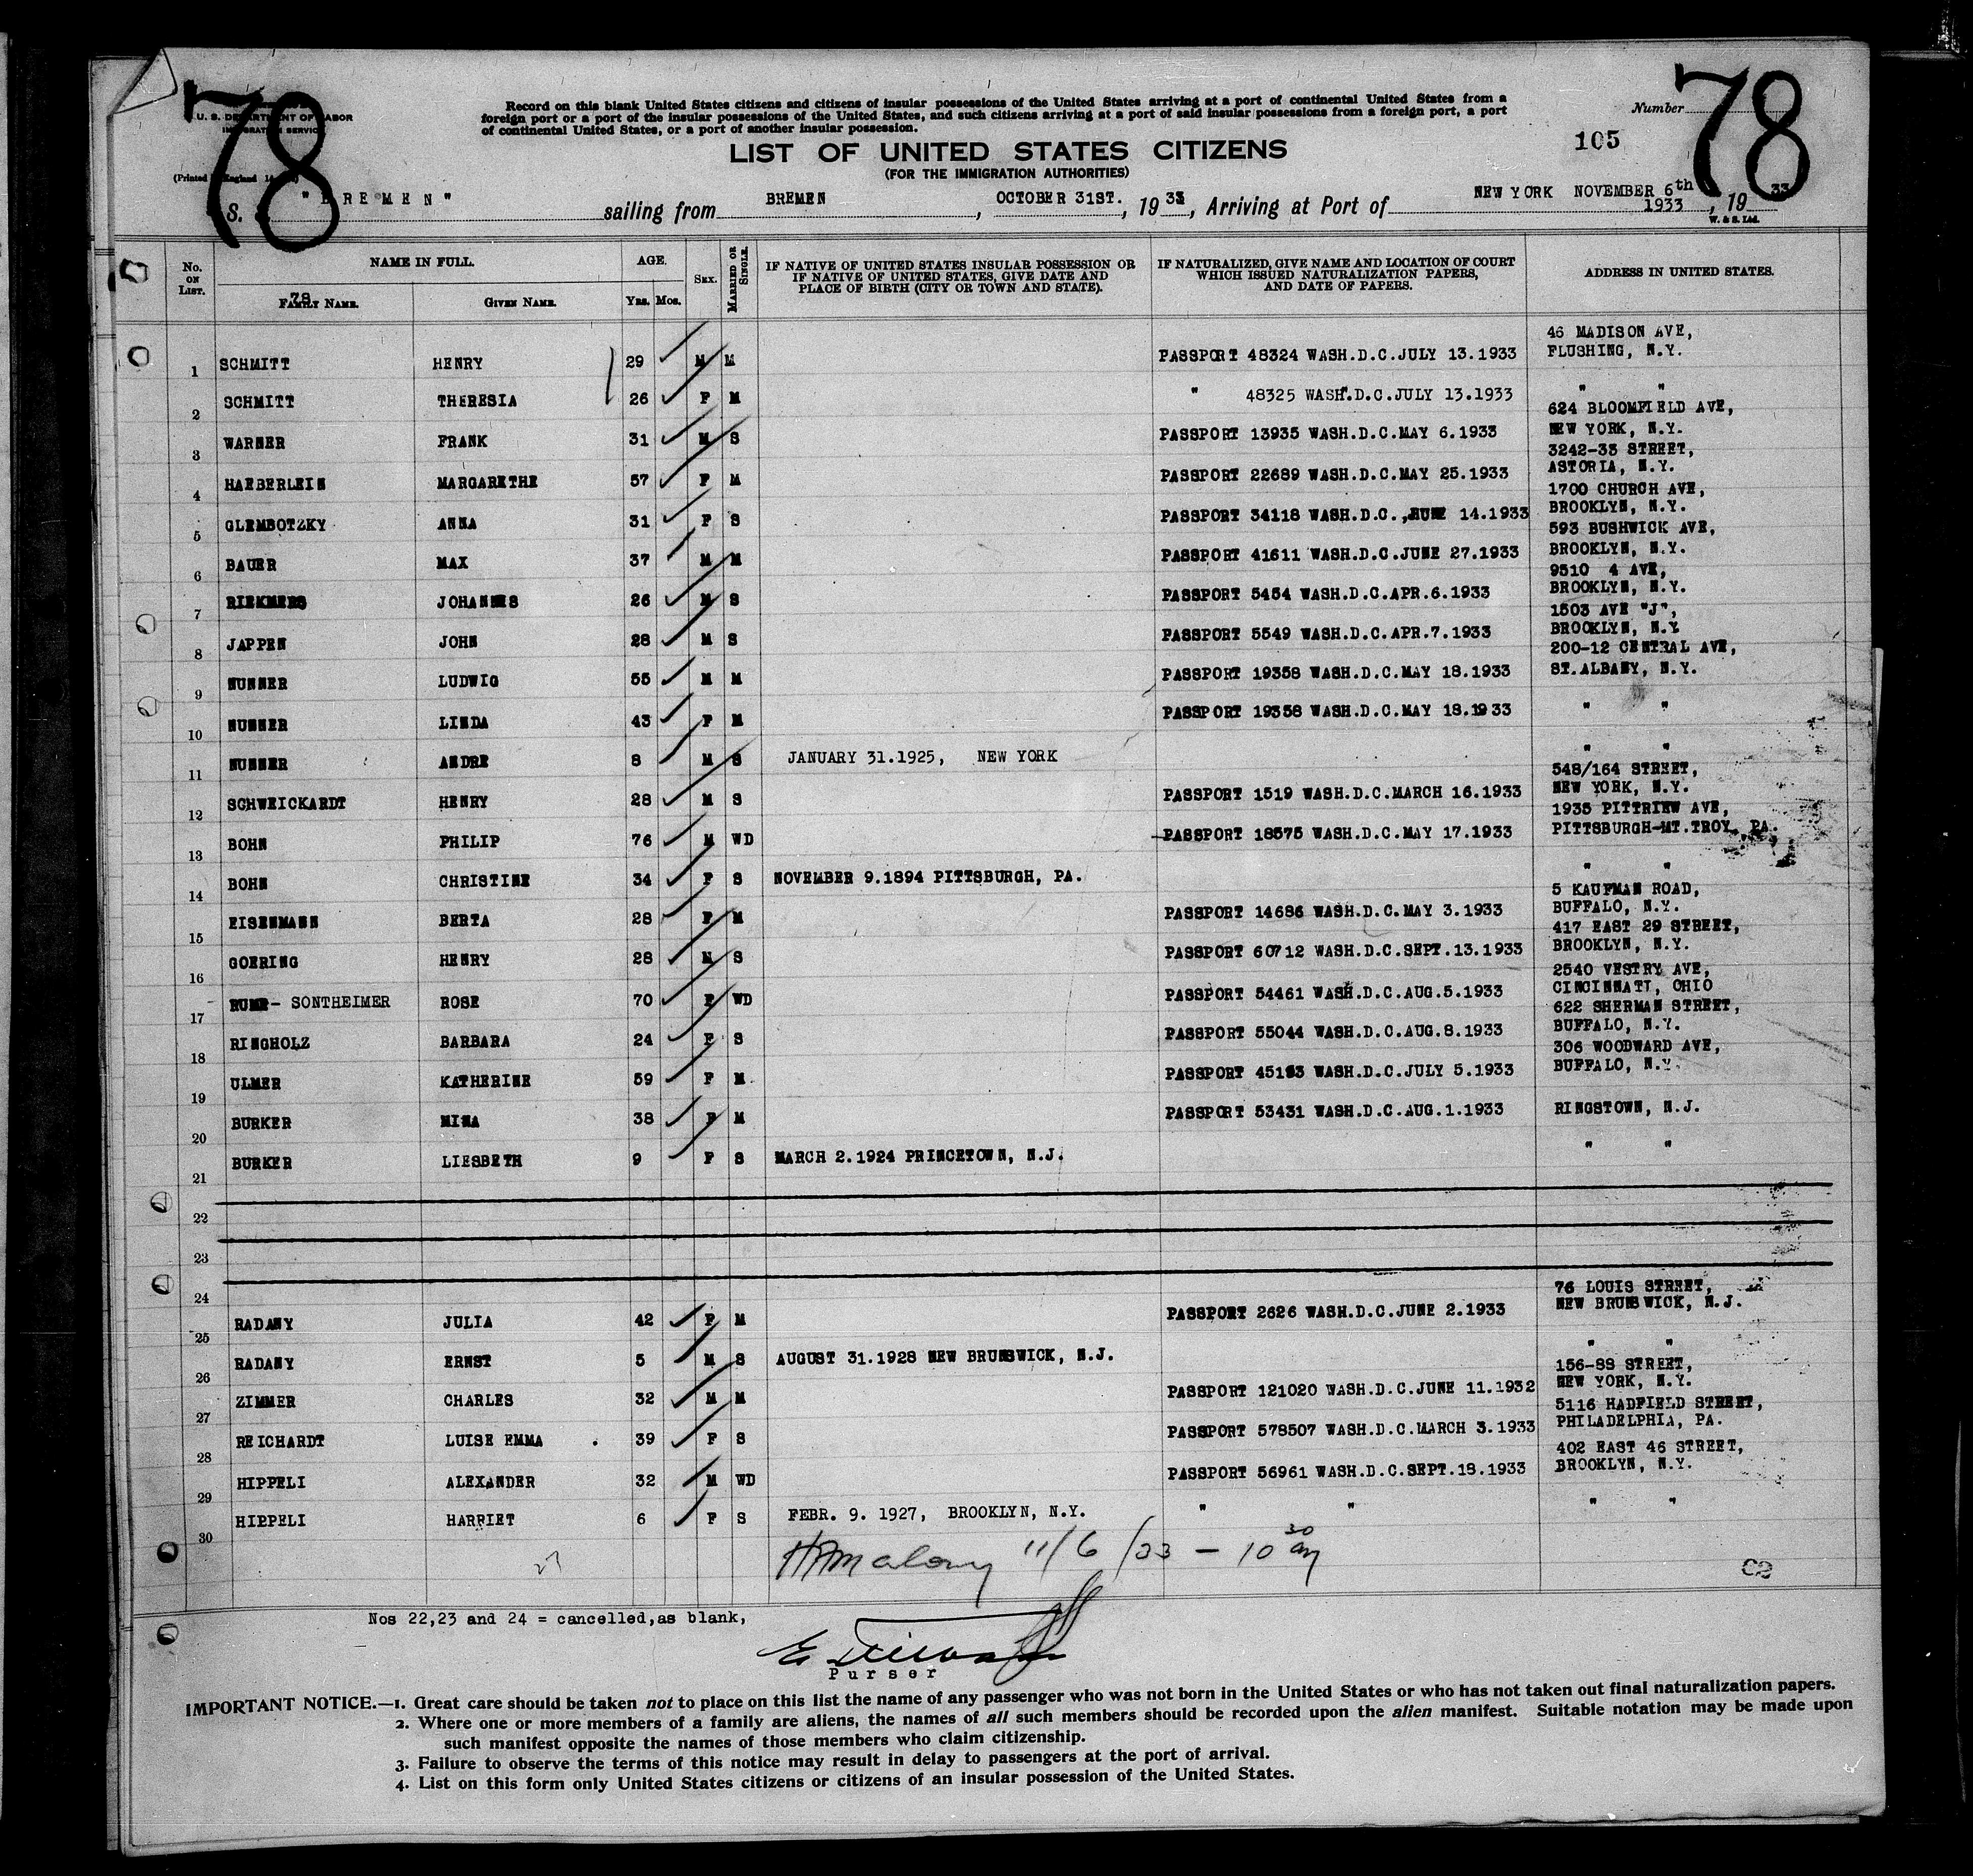 78
78
U. S. DEPARTMENT OF LABOR
IMMIGRATION SERVICE
Record on this blank United States citizens and citizens of insular possessions of the United States arriving at a port of continental United States from a
foreign port or a port of the insular possessions of the United States, and such citizens arriving at a port of said insular possessions from a foreign port, a port
of continental United States, or a port of another insular possession.
Number
105
LIST OF UNITED STATES CITIZENS
(FOR THE IMMIGRATION AUTHORITIES)
S. "BREMEN" sailing from BREMEN, OCTOBER 31ST., 1933, Arriving at Port of NEW YORK NOVEMBER 6th 1933, 1933
W. & S. Ltd.
No. ON LIST. NAME IN FULL. AGE. SEX. MARRIED OR SINGLE. IF NATIVE OF UNITED STATES INSULAR POSSESSION OR IF NATIVE OF UNITED STATES, GIVE DATE AND PLACE OF BIRTH (CITY OR TOWN AND STATE). IF NATURALIZED, GIVE NAME AND LOCATION OF COURT WHICH ISSUED NATURALIZATION PAPERS, AND DATE OF PAPERS. ADDRESS IN UNITED STATES.
78
FAMILY NAME. GIVEN NAME. Yrs. Mos.
1 SCHMITT HENRY 29 M M PASSPORT 48324 WASH.D.C.JULY 13.1933 46 MADISON AVE, FLUSHING, N.Y.
2 SCHMITT THERESIA 26 F M " 48325 WASH.D.C.JULY 13.1933 " "
3 WARNER FRANK 31 M S PASSPORT 13935 WASH.D.C.MAY 6.1933 624 BLOOMFIELD AVE, NEW YORK, N.Y.
4 HAEBERLEIN MARGARETHE 57 F M PASSPORT 22689 WASH.D.C.MAY 25.1933 3242-33 STREET, ASTORIA, N.Y.
5 GLEMBOTZKY ANNA 31 F S PASSPORT 34118 WASH.D.C.,JUNE 14.1933 1700 CHURCH AVE, BROOKLYN, N.Y.
6 BAUER MAX 37 M M PASSPORT 41611 WASH.D.C.JUNE 27.1933 593 BUSHWICK AVE, BROOKLYN, N.Y.
7 RIEKMERS JOHANNES 26 M S PASSPORT 5454 WASH.D.C.APR.6.1933 9510 4 AVE, BROOKLYN, N.Y.
8 JAPPEN JOHN 28 M S PASSPORT 5549 WASH.D.C.APR.7.1933 1503 AVE "J", BROOKLYN, N.Y
9 NUNNER LUDWIG 55 M M PASSPORT 19358 WASH.D.C.MAY 18.1933 200-12 CENTRAL AVE, ST.ALBANY, N.Y.
10 NUNNER LINDA 43 F M PASSPORT 19358 WASH.D.C.MAY 18.1933 " "
11 NUNNER ANDRE 8 M S JANUARY 31.1925, NEW YORK " "
12 SCHWEICKARDT HENRY 28 M S PASSPORT 1519 WASH.D.C.MARCH 16.1933 548/164 STREET, NEW YORK, N.Y.
13 BOHN PHILIP 76 M WD PASSPORT 18575 WASH.D.C.MAY 17.1933 1935 PITTRIEW AVE, PITTSBURGH-MT.TROY, PA.
14 BOHN CHRISTINE 34 F S NOVEMBER 9.1894 PITTSBURGH, PA. " "
15 EISENMANN BERTA 28 F M PASSPORT 14686 WASH.D.C.MAY 3.1933 5 KAUFMAN ROAD, BUFFALO, N.Y.
16 GOERING HENRY 28 M S PASSPORT 60712 WASH.D.C.SEPT.13.1933 417 EAST 29 STREET, BROOKLYN, N.Y.
17 SONTHEIMER ROSE 70 F WD PASSPORT 54461 WASH.D.C.AUG.5.1933 2540 VESTRY AVE, CINCINNATI, OHIO
18 RINGHOLZ BARBARA 24 F S PASSPORT 55044 WASH.D.C.AUG.8.1933 622 SHERMAN STREET, BUFFALO, N.Y.
19 ULMER KATHERINE 59 F M PASSPORT 45183 WASH.D.C.JULY 5.1933 306 WOODWARD AVE, BUFFALO, N.Y.
20 BURKER MINA 38 F M PASSPORT 53431 WASH.D.C.AUG.1.1933 RINGSTOWN, N.J.
21 BURKER LIESBETH 9 F S MARCH 2.1924 PRINCETOWN, N.J. " "
22
23
24
25 RADANY JULIA 42 F M PASSPORT 2626 WASH.D.C.JUNE 2.1933 76 LOUIS STREET, NEW BRUNSWICK, N.J.
26 RADANY ERNST 5 M S AUGUST 31.1928 NEW BRUNSWICK, N.J. " "
27 ZIMMER CHARLES 32 M M PASSPORT 121020 WASH.D.C.JUNE 11.1932 156-88 STREET, NEW YORK, N.Y.
28 REICHARDT LUISE EMMA 39 F S PASSPORT 578507 WASH.D.C.MARCH 3.1933 5116 HADFIELD STREET, PHILADELPHIA, PA.
29 HIPPELI ALEXANDER 32 M WD PASSPORT 56961 WASH.D.C.SEPT.18.1933 402 EAST 46 STREET, BROOKLYN, N.Y.
30 HIPPELI HARRIET 6 F S FEBR. 9. 1927, BROOKLYN, N.Y. " " " "
27 11/6/33 - 10 30 am
Nos 22,23 and 24 = cancelled,as blank,
Purser
IMPORTANT NOTICE.—1. Great care should be taken not to place on this list the name of any passenger who was not born in the United States or who has not taken out final naturalization papers.
2. Where one or more members of a family are aliens, the names of all such members should be recorded upon the alien manifest. Suitable notation may be made upon
such manifest opposite the names of those members who claim citizenship.
3. Failure to observe the terms of this notice may result in delay to passengers at the port of arrival.
4. List on this form only United States citizens or citizens of an insular possession of the United States.